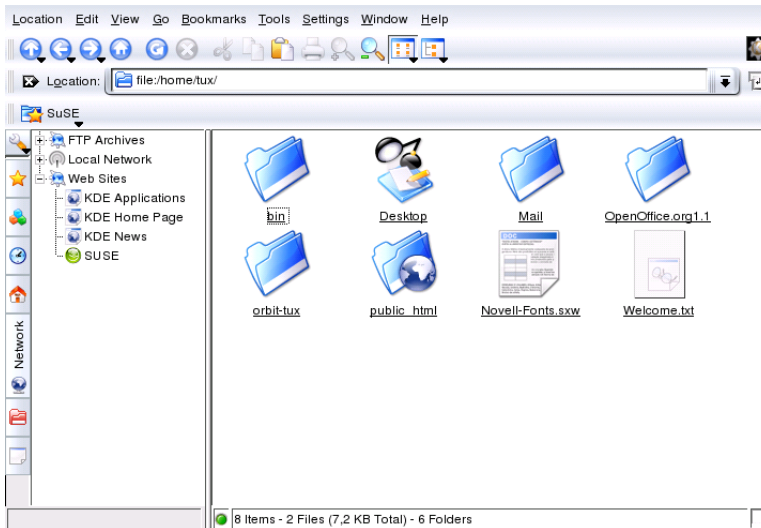 Location Edit View Go Bookmarks Tools Settings Window Help
Location: file:/home/tux/
SuSE
FTP Archives
Local Network
Web Sites
KDE Applications
KDE Home Page
KDE News
SUSE
Network
bin Desktop Mail OpenOffice.org1.1
DOC
orbit-tux public_html Novell-Fonts.sxw Welcome.txt
8 Items - 2 Files (7,2 KB Total) - 6 Folders